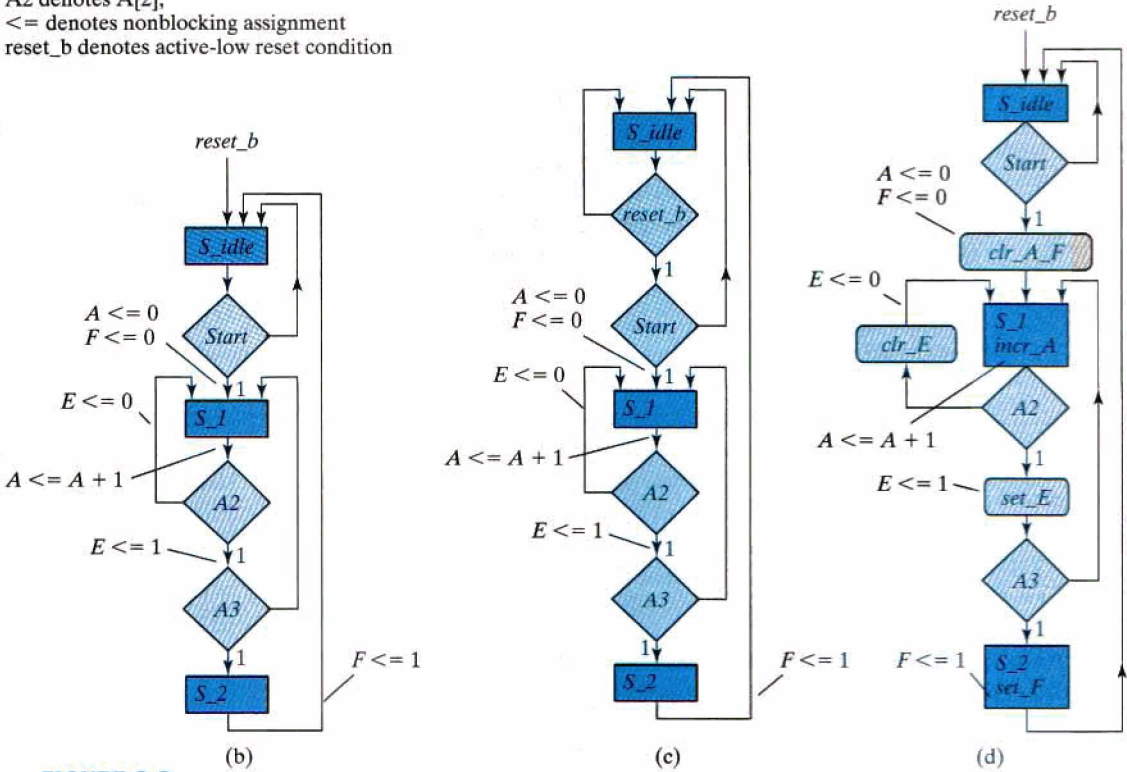 A2 denotes A[2],
<= denotes nonblocking assignment
reset_b denotes active-low reset condition
reset_b
S_idle
Start
A <= 0
F <= 0
1
E <= 0
S_1
A <= A + 1
A2
E <= 1
1
A3
1
F <= 1
S_2
(b)
S_idle
reset_b
1
A <= 0
F <= 0
Start
1
E <= 0
S_1
A <= A + 1
A2
E <= 1
1
A3
1
F <= 1
S_2
(c)
reset_b
S_idle
Start
A <= 0
F <= 0
1
clr_A_F
E <= 0
S_1
incr_A
clr_E
A2
A <= A + 1
1
E <= 1
set_E
A3
1
F <= 1
S_2
set_F
(d)